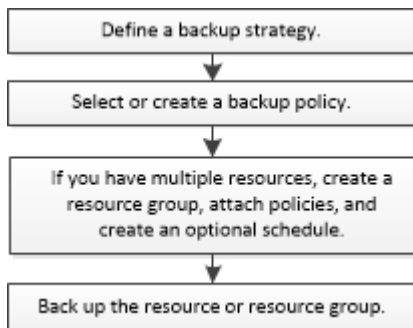 Define a backup strategy.
Select or create a backup policy.
If you have multiple resources, create a
resource group, attach policies, and
create an optional schedule.
Back up the resource or resource group.